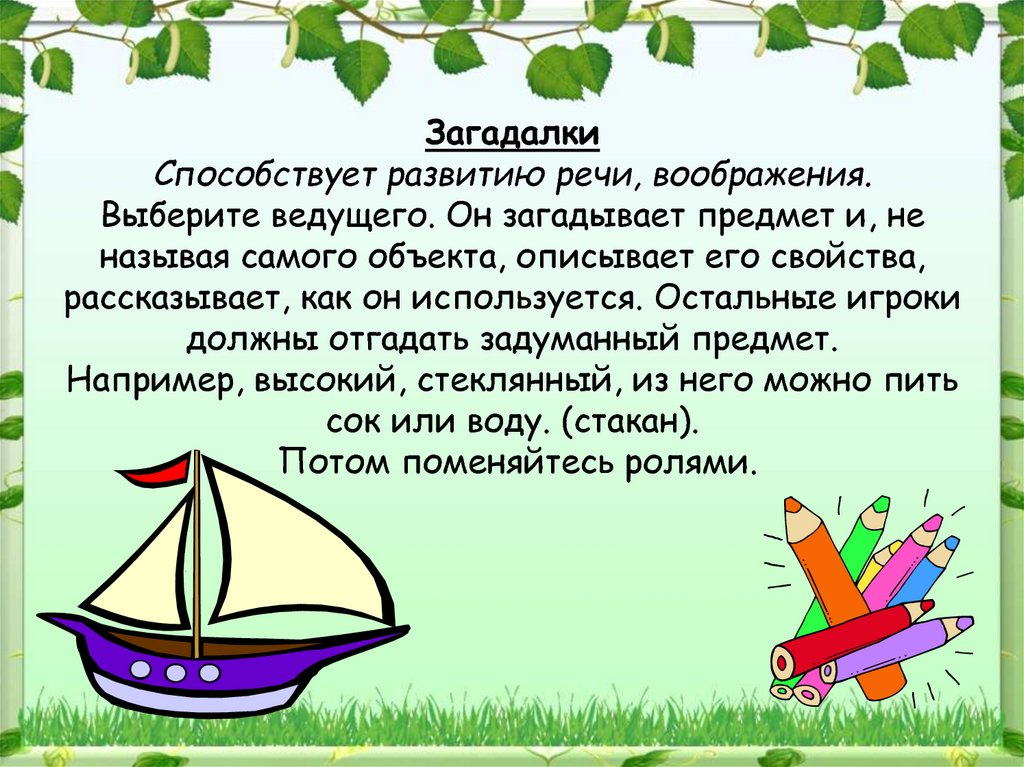 Загадалки
Способствует развитию речи, воображения.
Выберите ведущего. Он загадывает предмет и, не
называя самого объекта, описывает его свойства,
рассказывает, как он используется. Остальные игроки
должны отгадать задуманный предмет.
Например, высокий, стеклянный, из него можно пить
сок или воду. (стакан).
Потом поменяйтесь ролями.